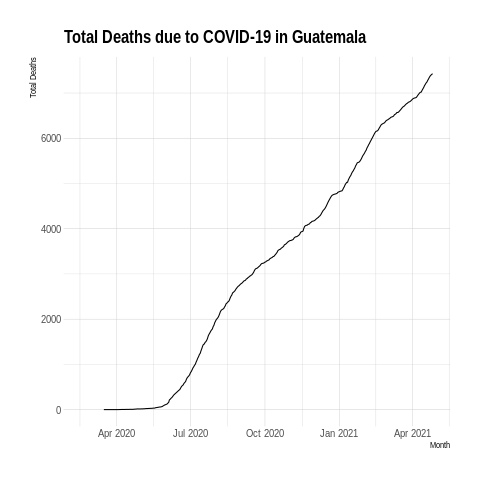 Total Deaths due to COVID-19 in Guatemala
Total Deaths
6000
4000
2000
0
Apr 2020 Jul 2020 Oct 2020 Jan 2021 Apr 2021
Month